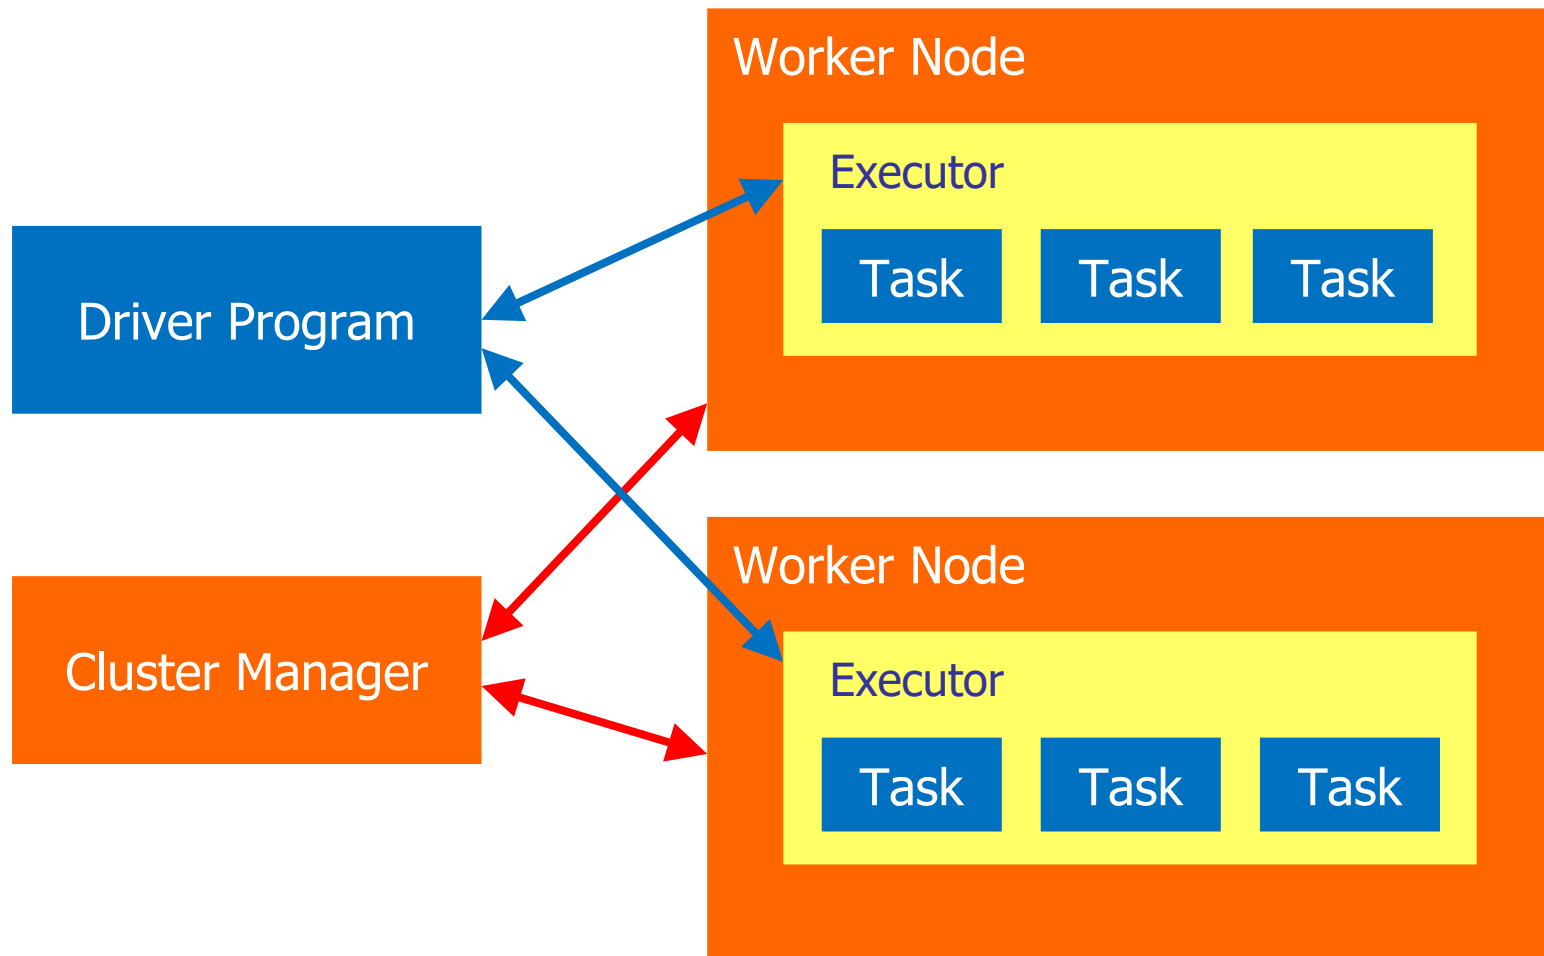 Driver Program
Cluster Manager
Worker Node
Executor
Task Task Task
Worker Node
Executor
Task Task Task